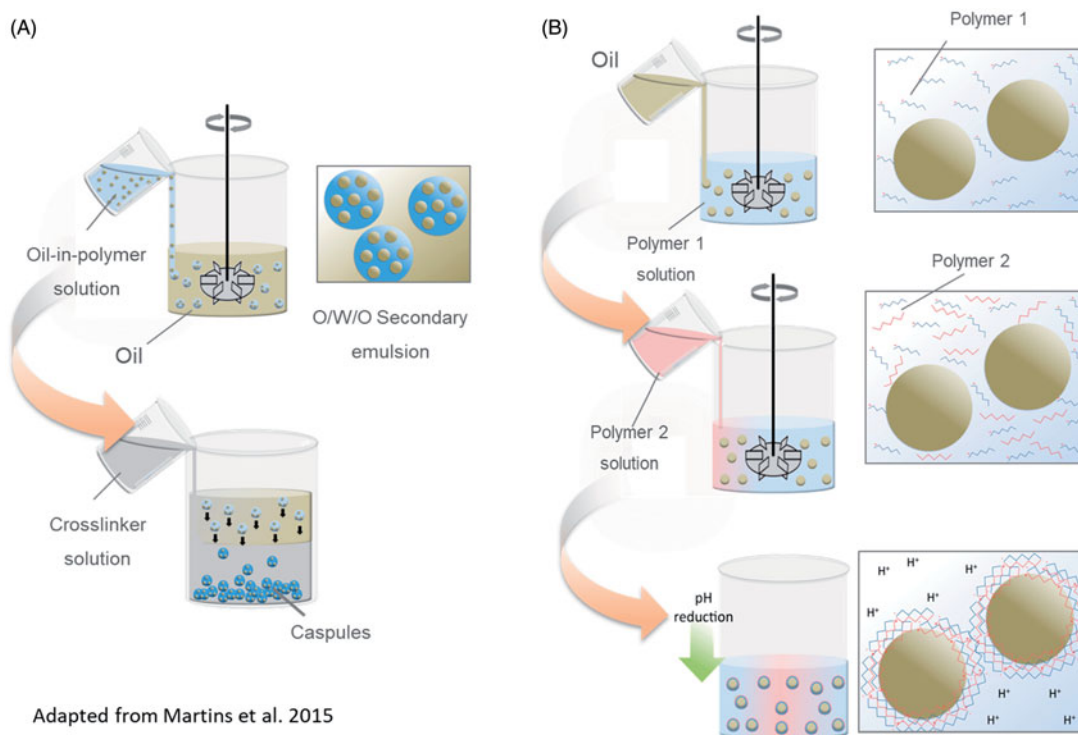 (A)
Oil-in-polymer
solution
Oil
O/W/O Secondary
emulsion
Crosslinker
solution
Caspules
Adapted from Martins et al. 2015
(B)
Oil
Polymer 1
Polymer 1
solution
Polymer 2
Polymer 2
solution
pH
reduction
H⁺
H⁺
H⁺
H⁺
H⁺
H⁺
H⁺
H⁺
H⁺
H⁺